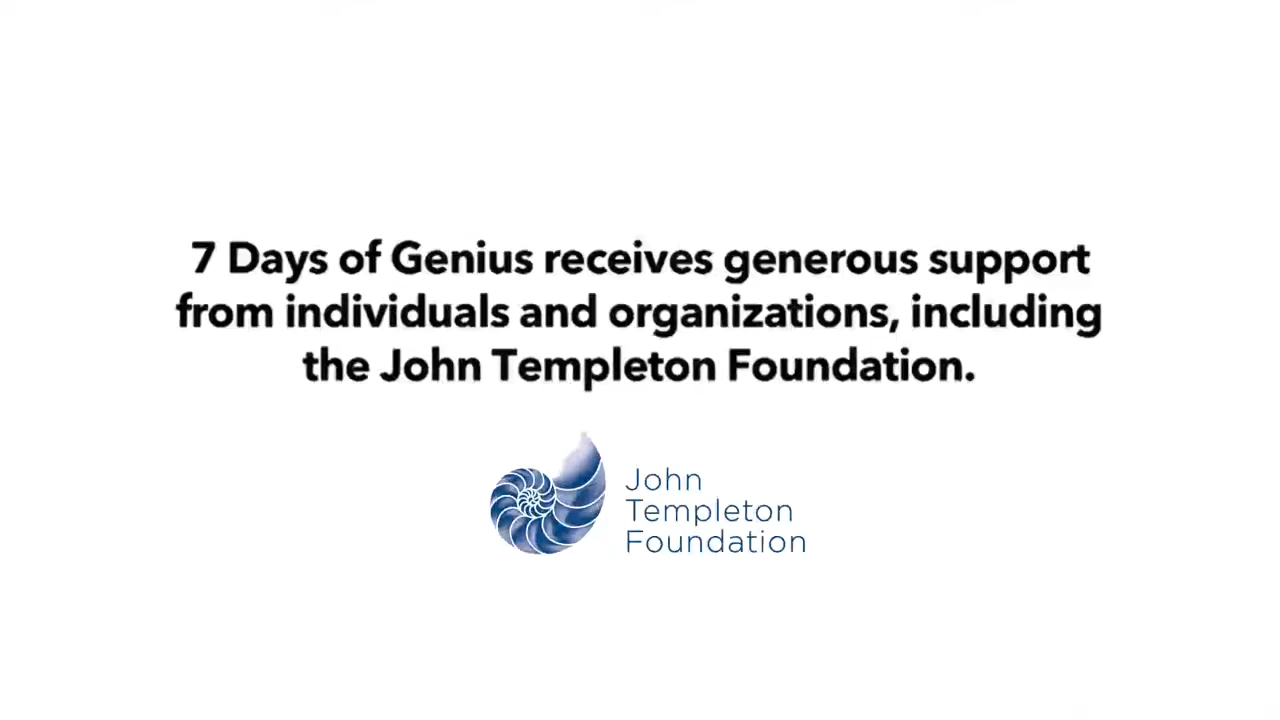 7 Days of Genius receives generous support
from individuals and organizations, including
the John Templeton Foundation.
John
Templeton
Foundation